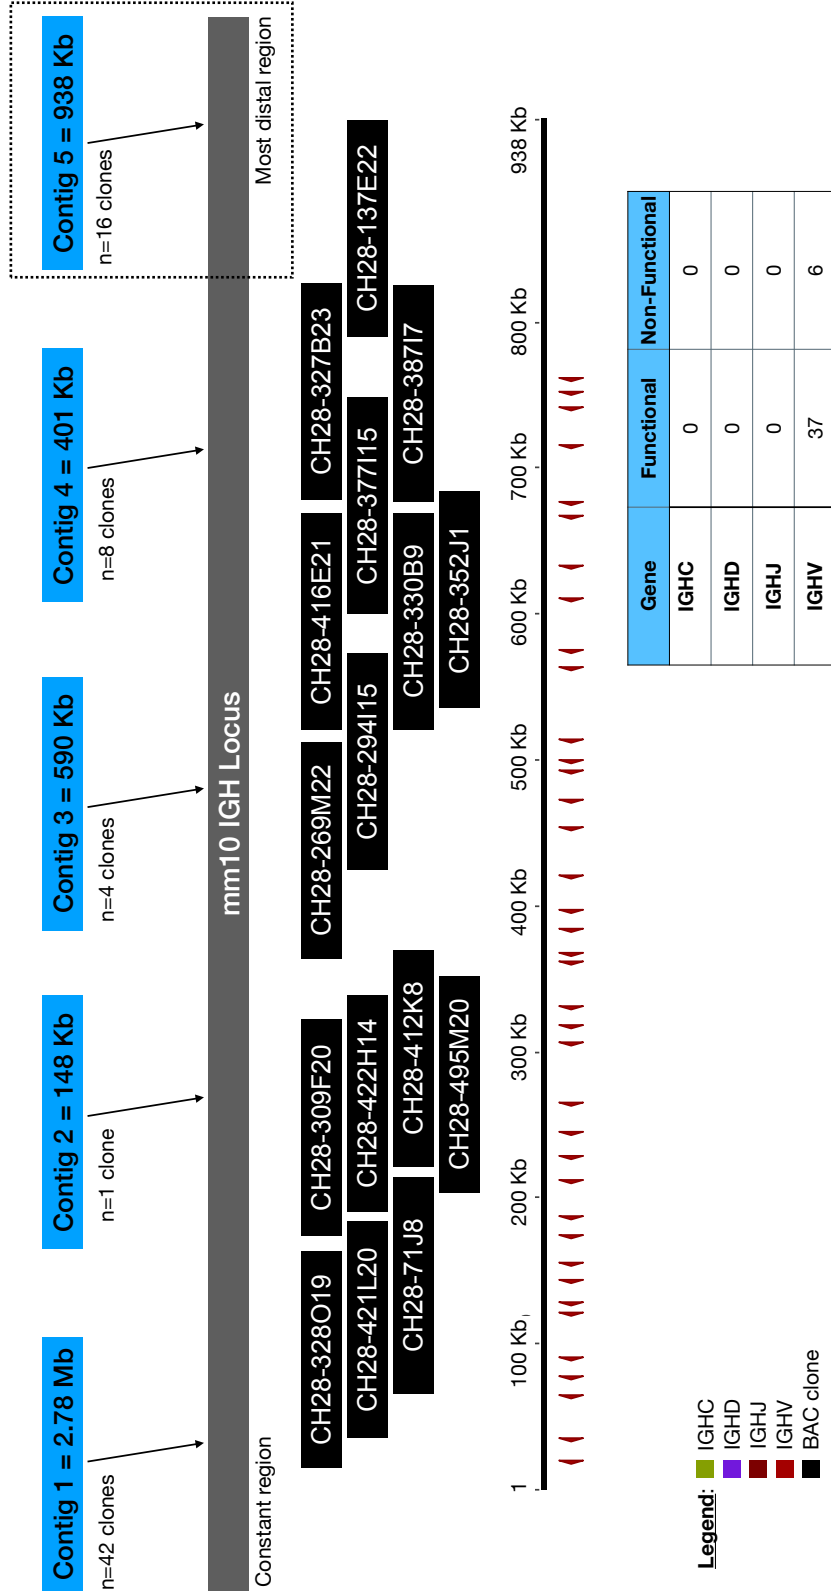 Contig 1 = 2.78 Mb
n=42 clones
Contig 2 = 148 Kb
n=1 clone
Contig 3 = 590 Kb
n=4 clones
Contig 4 = 401 Kb
n=8 clones
Contig 5 = 938 Kb
n=16 clones
mm10 IGH Locus
Constant region
Most distal region
CH28-328O19
CH28-309F20
CH28-269M22
CH28-416E21
CH28-327B23
CH28-421L20
CH28-422H14
CH28-294I15
CH28-377I15
CH28-137E22
CH28-71J8
CH28-412K8
CH28-330B9
CH28-387I7
CH28-495M20
CH28-352J1
1
100 Kb
200 Kb
300 Kb
400 Kb
500 Kb
600 Kb
700 Kb
800 Kb
938 Kb
Legend:
IGHC
IGHD
IGHJ
IGHV
BAC clone
Gene Functional Non-Functional
IGHC 0 0
IGHD 0 0
IGHJ 0 0
IGHV 37 6